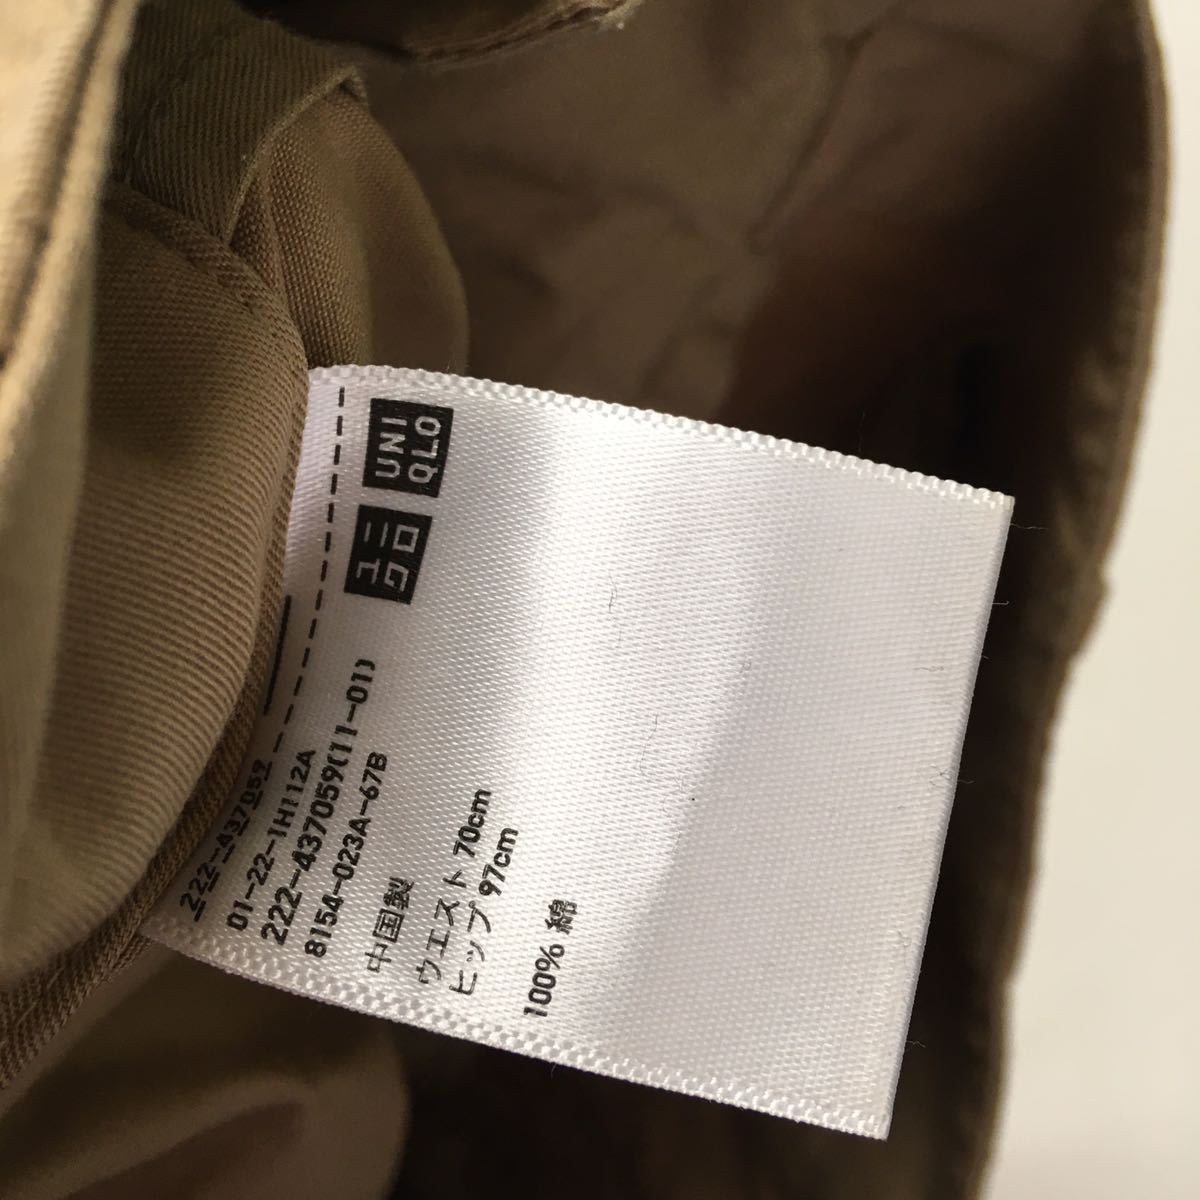 222-437059
01-22-1H112A
222-437059(11-01)
8154-023A-67B
中国製
ウエスト 70cm
ヒップ 97cm
100% 綿
ユニ
クロ
UNI
QLO